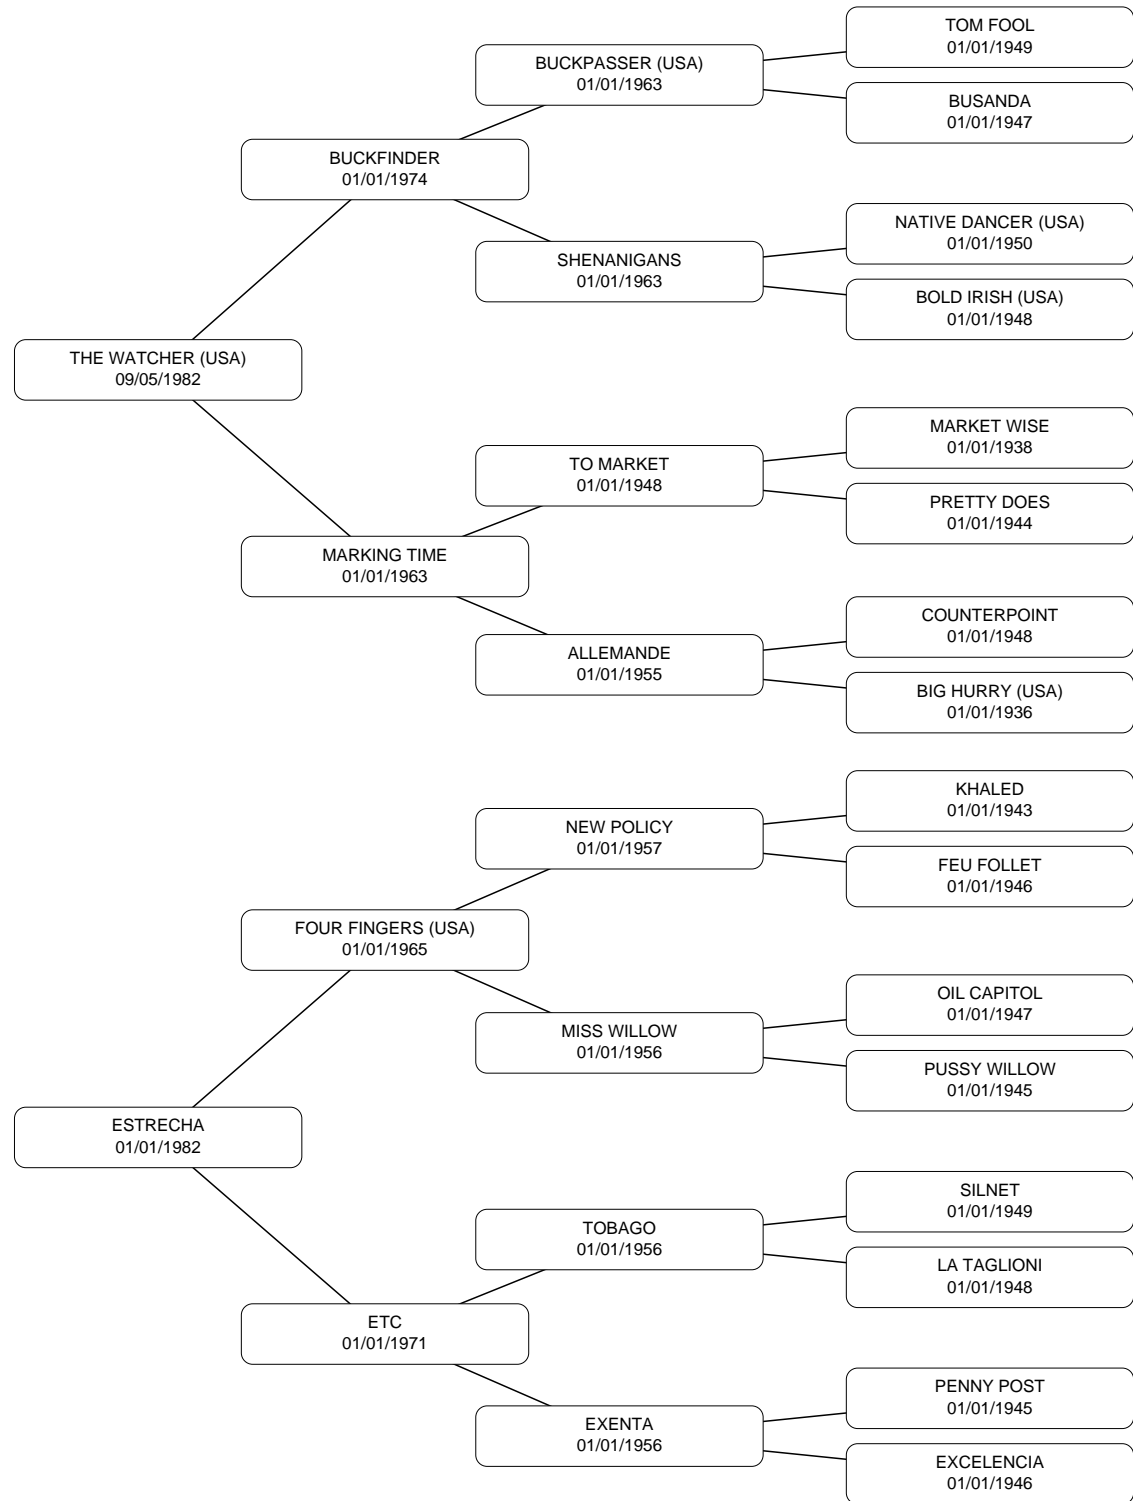 TOM FOOL
01/01/1949
BUCKPASSER (USA)
01/01/1963
BUSANDA
01/01/1947
BUCKFINDER
01/01/1974
NATIVE DANCER (USA)
01/01/1950
SHENANIGANS
01/01/1963
BOLD IRISH (USA)
01/01/1948
THE WATCHER (USA)
09/05/1982
MARKET WISE
01/01/1938
TO MARKET
01/01/1948
PRETTY DOES
01/01/1944
MARKING TIME
01/01/1963
COUNTERPOINT
01/01/1948
ALLEMANDE
01/01/1955
BIG HURRY (USA)
01/01/1936
KHALED
01/01/1943
NEW POLICY
01/01/1957
FEU FOLLET
01/01/1946
FOUR FINGERS (USA)
01/01/1965
OIL CAPITOL
01/01/1947
MISS WILLOW
01/01/1956
PUSSY WILLOW
01/01/1945
ESTRECHA
01/01/1982
SILNET
01/01/1949
TOBAGO
01/01/1956
LA TAGLIONI
01/01/1948
ETC
01/01/1971
PENNY POST
01/01/1945
EXENTA
01/01/1956
EXCELENCIA
01/01/1946